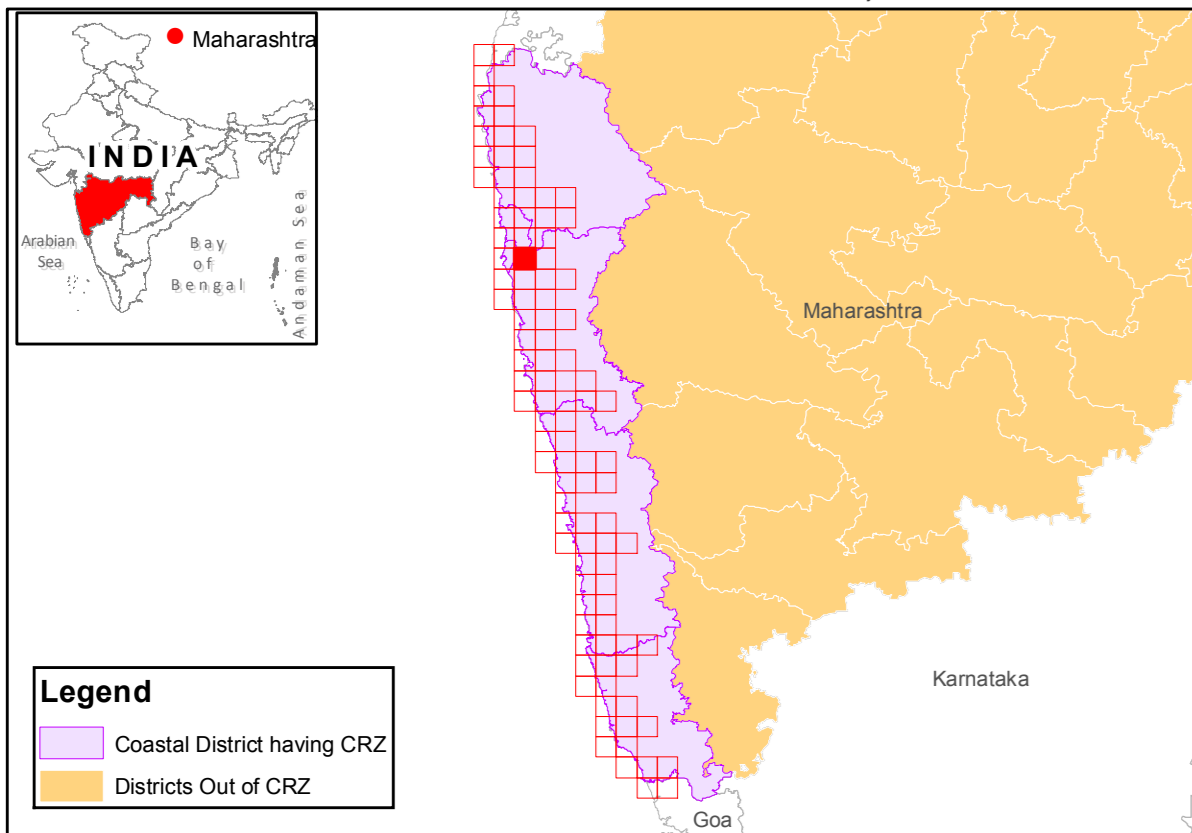 Maharashtra
INDIA
Arabian
Sea
Bay
of
Bengal
Andaman Sea
Maharashtra
Karnataka
Goa
Legend
Coastal District having CRZ
Districts Out of CRZ